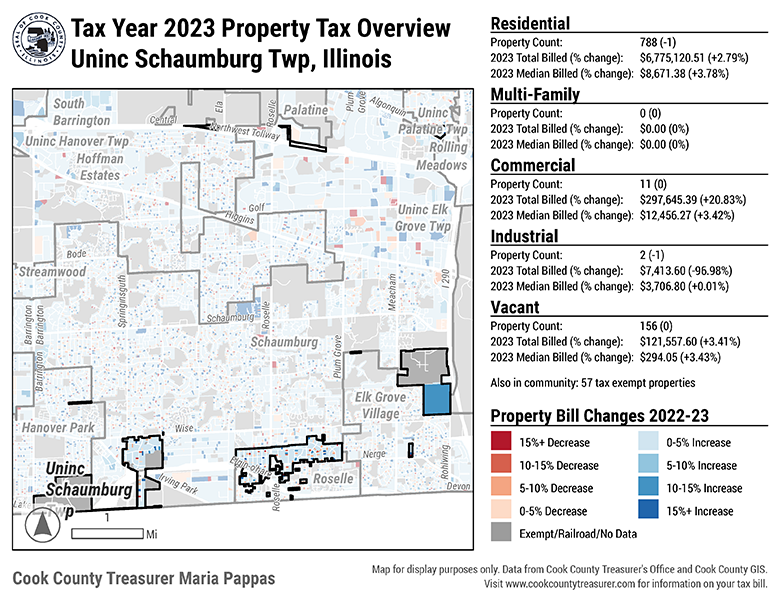 Tax Year 2023 Property Tax Overview
Uninc Schaumburg Twp, Illinois
SEAL OF COOK COUNTY
ILLINOIS
Residential
Property Count: 788 (-1)
2023 Total Billed (% change): $6,775,120.51 (+2.79%)
2023 Median Billed (% change): $8,671.38 (+3.78%)
Multi-Family
Property Count: 0 (0)
2023 Total Billed (% change): $0.00 (0%)
2023 Median Billed (% change): $0.00 (0%)
Commercial
Property Count: 11 (0)
2023 Total Billed (% change): $297,645.39 (+20.83%)
2023 Median Billed (% change): $12,456.27 (+3.42%)
Industrial
Property Count: 2 (-1)
2023 Total Billed (% change): $7,413.60 (-96.98%)
2023 Median Billed (% change): $3,706.80 (+0.01%)
Vacant
Property Count: 156 (0)
2023 Total Billed (% change): $121,557.60 (+3.41%)
2023 Median Billed (% change): $294.05 (+3.43%)
Also in community: 57 tax exempt properties
Property Bill Changes 2022-23
15%+ Decrease
10-15% Decrease
5-10% Decrease
0-5% Decrease
Exempt/Railroad/No Data
0-5% Increase
5-10% Increase
10-15% Increase
15%+ Increase
South
Barrington
Central
Ela
Northwest Tollway
Roselle
Palatine
Plum
Grove
Algonquin
Uninc
Palatine Twp
Rolling
Meadows
Uninc Hanover Twp
Hoffman
Estates
Golf
Higgins
Uninc Elk
Grove Twp
Bode
Streamwood
Springinsguth
Schaumburg
Roselle
Meacham
I 290
Barrington
Barrington
Barrington
Schaumburg
Plum Grove
Elk Grove
Village
Hanover Park
Wise
Uninc
Schaumburg
Twp
Lake
Irving Park
Elgin-ohare
Roselle
Roselle
Nerge
Rohlwing
Devon
1
Mi
Cook County Treasurer Maria Pappas
Map for display purposes only. Data from Cook County Treasurer's Office and Cook County GIS.
Visit www.cookcountytreasurer.com for information on your tax bill.